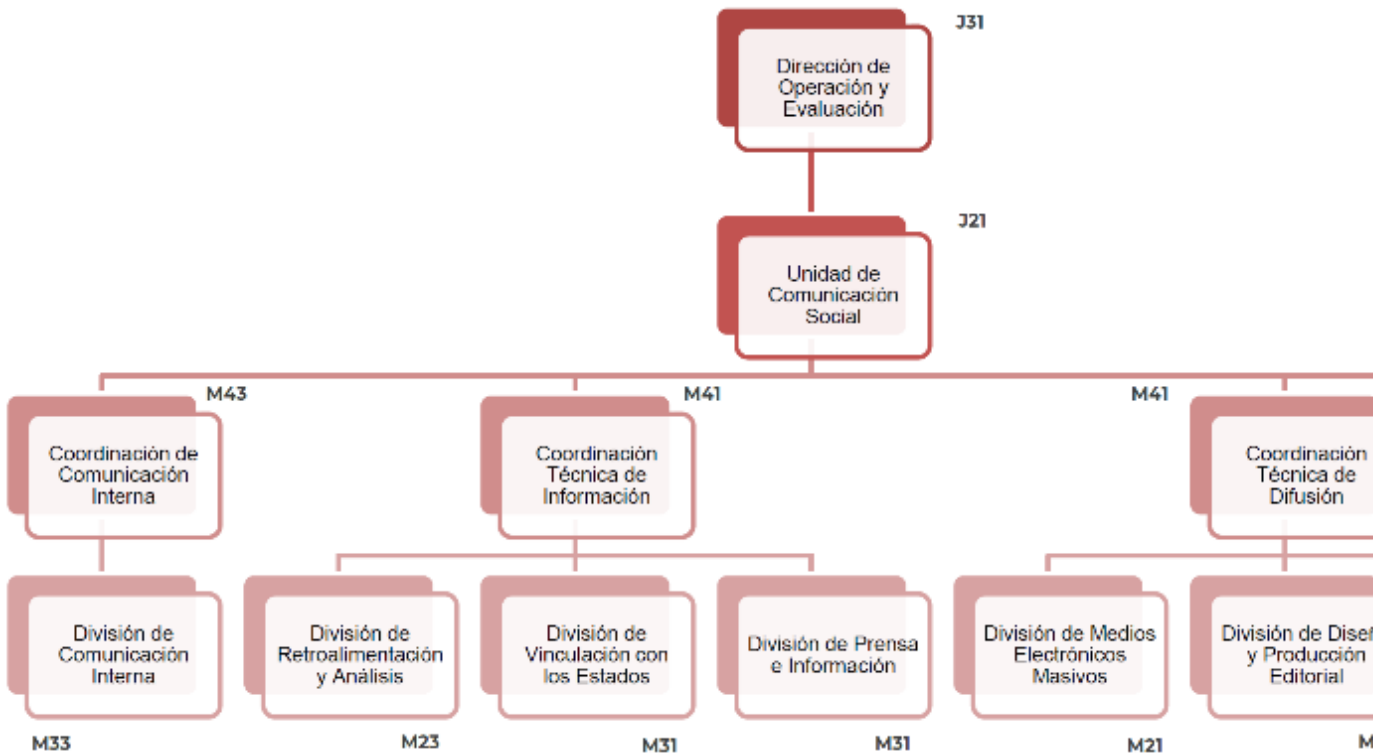 J31
Dirección de
Operación y
Evaluación
J21
Unidad de
Comunicación
Social
M43
M41
M41
Coordinación de
Comunicación
Interna
Coordinación
Técnica de
Información
Coordinación
Técnica de
Difusión
División de
Comunicación
Interna
División de
Retroalimentación
y Análisis
División de
Vinculación con
los Estados
División de Prensa
e Información
División de Medios
Electrónicos
Masivos
División de
y Producción
Editorial
M33
M23
M31
M31
M21